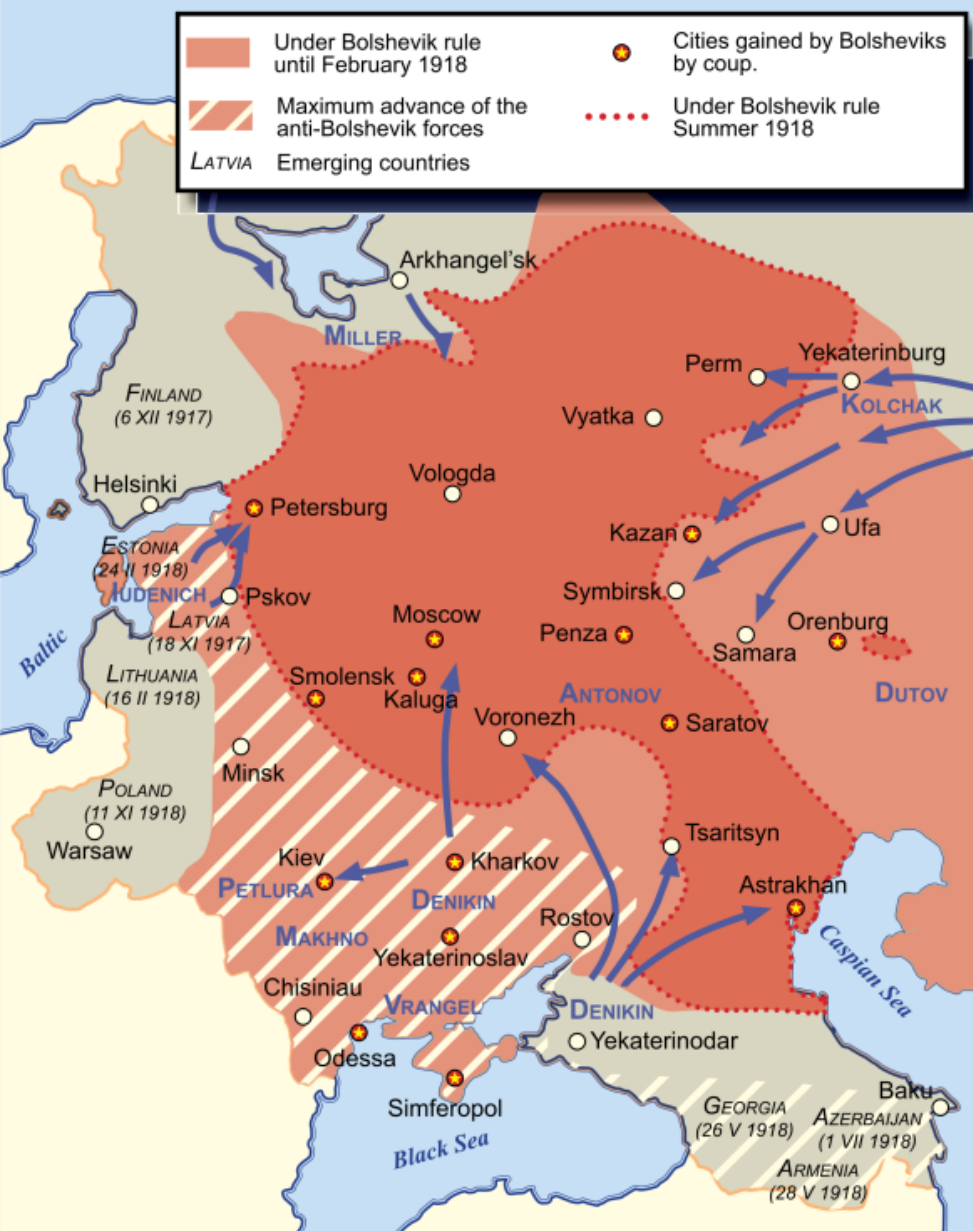 Under Bolshevik rule
until February 1918
Cities gained by Bolsheviks
by coup.
Maximum advance of the
anti-Bolshevik forces
Under Bolshevik rule
Summer 1918
LATVIA
Emerging countries
Arkhangel'sk
MILLER
Perm
Yekaterinburg
KOLCHAK
FINLAND
(6 XII 1917)
Vyatka
Vologda
Helsinki
Petersburg
Kazan
Ufa
ESTONIA
(24 II 1918)
IUDENICH
Pskov
Symbirsk
LATVIA
(18 XI 1917)
Moscow
Penza
Samara
Orenburg
Baltic
LITHUANIA
(16 II 1918)
Smolensk
Kaluga
ANTONOV
DUTOV
Voronezh
Saratov
Minsk
POLAND
(11 XI 1918)
Warsaw
Tsaritsyn
Kiev
PETLURA
Kharkov
DENIKIN
Astrakhan
MAKHNO
Yekaterinoslav
Rostov
Caspian Sea
Chisiniau
VRANGEL
DENIKIN
Odessa
Yekaterinodar
Simferopol
Black Sea
GEORGIA
(26 V 1918)
Baku
AZERBAIJAN
(1 VII 1918)
ARMENIA
(28 V 1918)